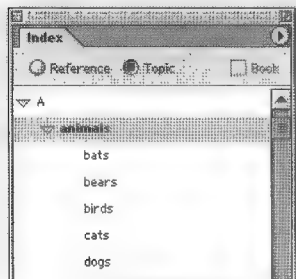 Index
Reference Topic Book
A
animals
bats
bears
birds
cats
dogs